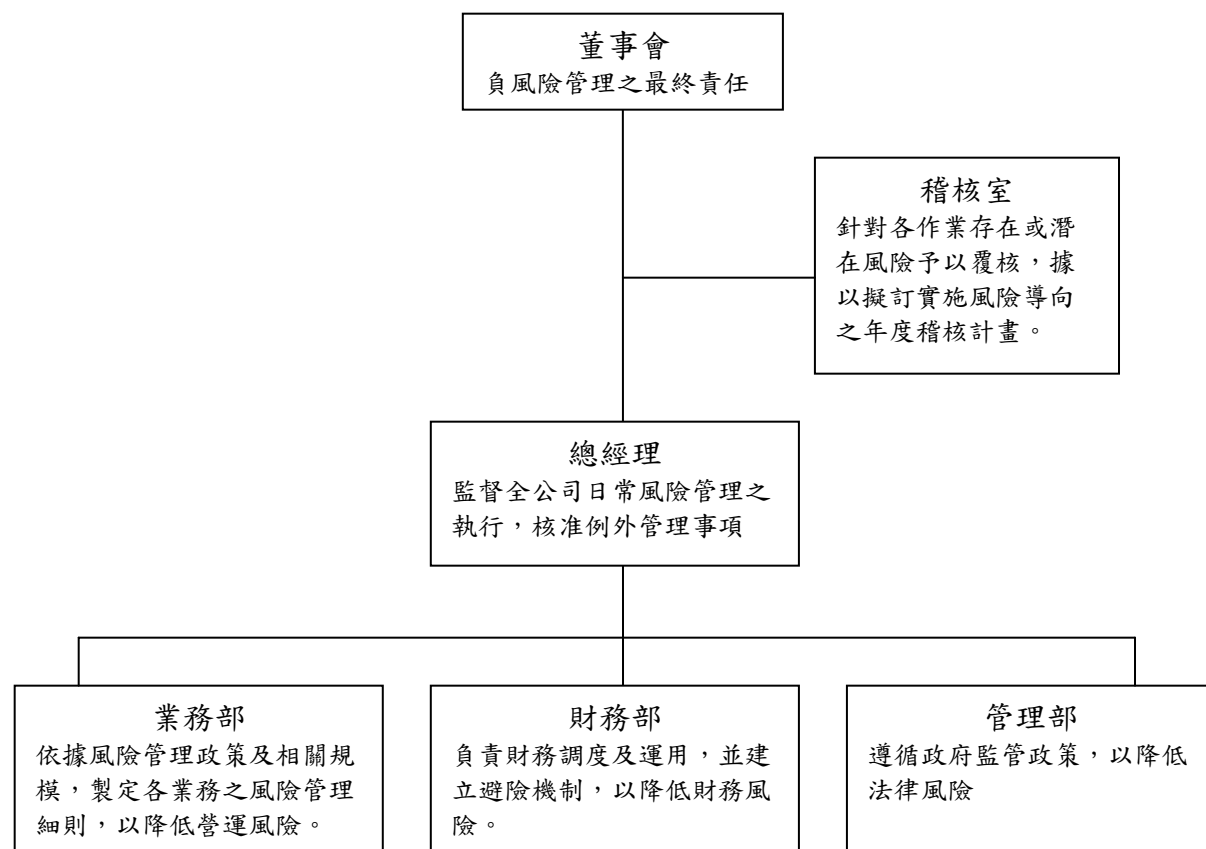 董事會
負風險管理之最終責任
稽核室
針對各作業存在或潛
在風險予以覆核，據
以擬訂實施風險導向
之年度稽核計畫。
總經理
監督全公司日常風險管理之
執行，核准例外管理事項
業務部
依據風險管理政策及相關規
模，製定各業務之風險管理
細則，以降低營運風險。
財務部
負責財務調度及運用，並建
立避險機制，以降低財務風
險。
管理部
遵循政府監管政策，以降低
法律風險